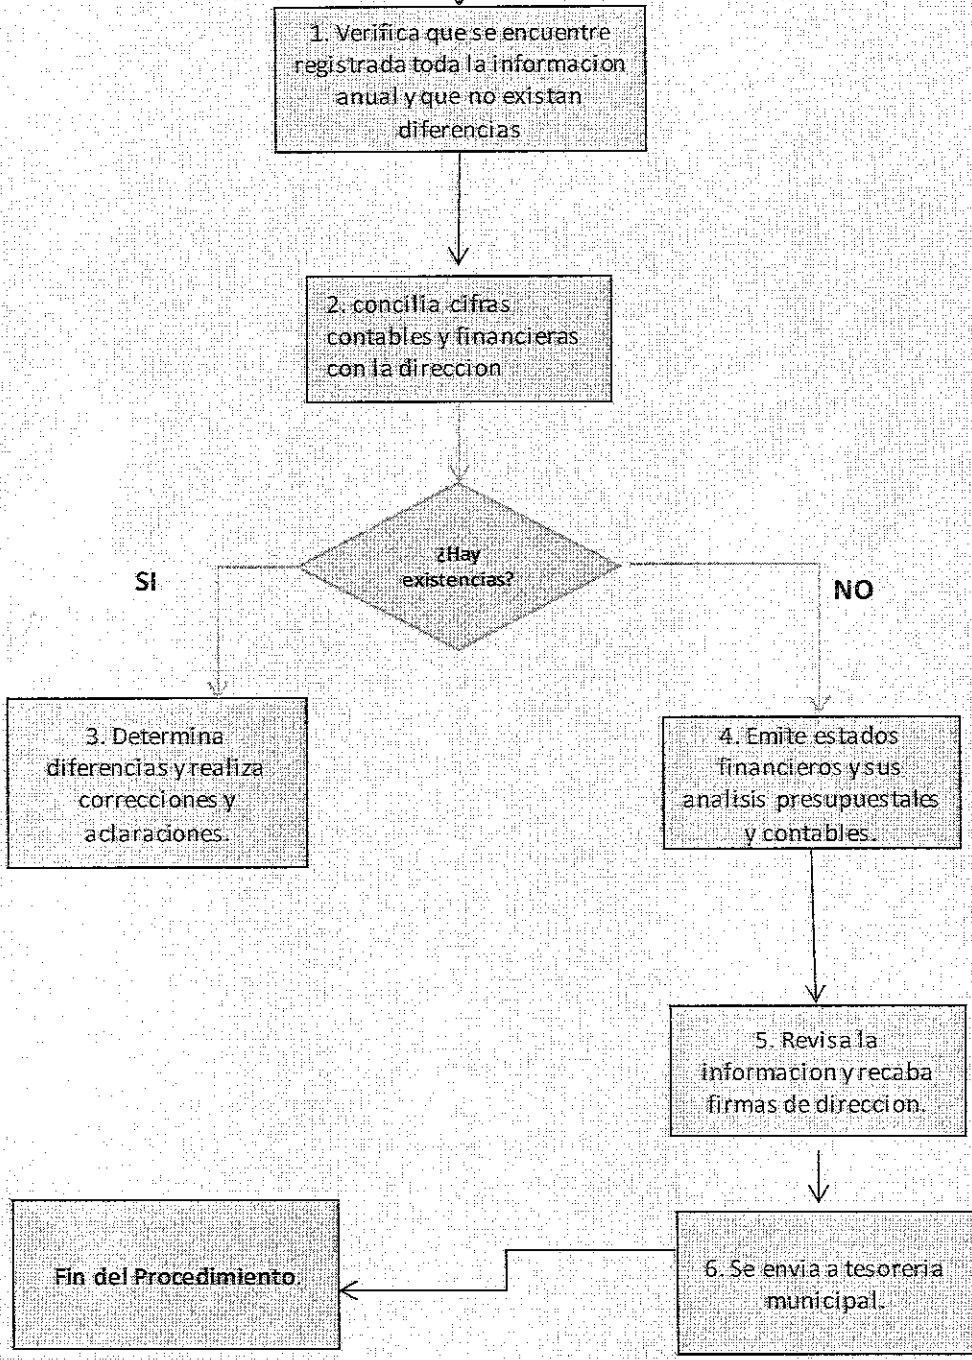 1. Verifica que se encuentre
registrada toda la informacion
anual y que no existan
diferencias
2. concilia cifras
contables y financieras
con la direccion
¿Hay
existencias?
SI
NO
3. Determina
diferencias y realiza
correcciones y
aclaraciones.
4. Emite estados
financieros y sus
analisis presupuestales
y contables.
5. Revisa la
informacion y recaba
firmas de direccion.
6. Se envia a tesoreria
municipal.
Fin del Procedimiento.